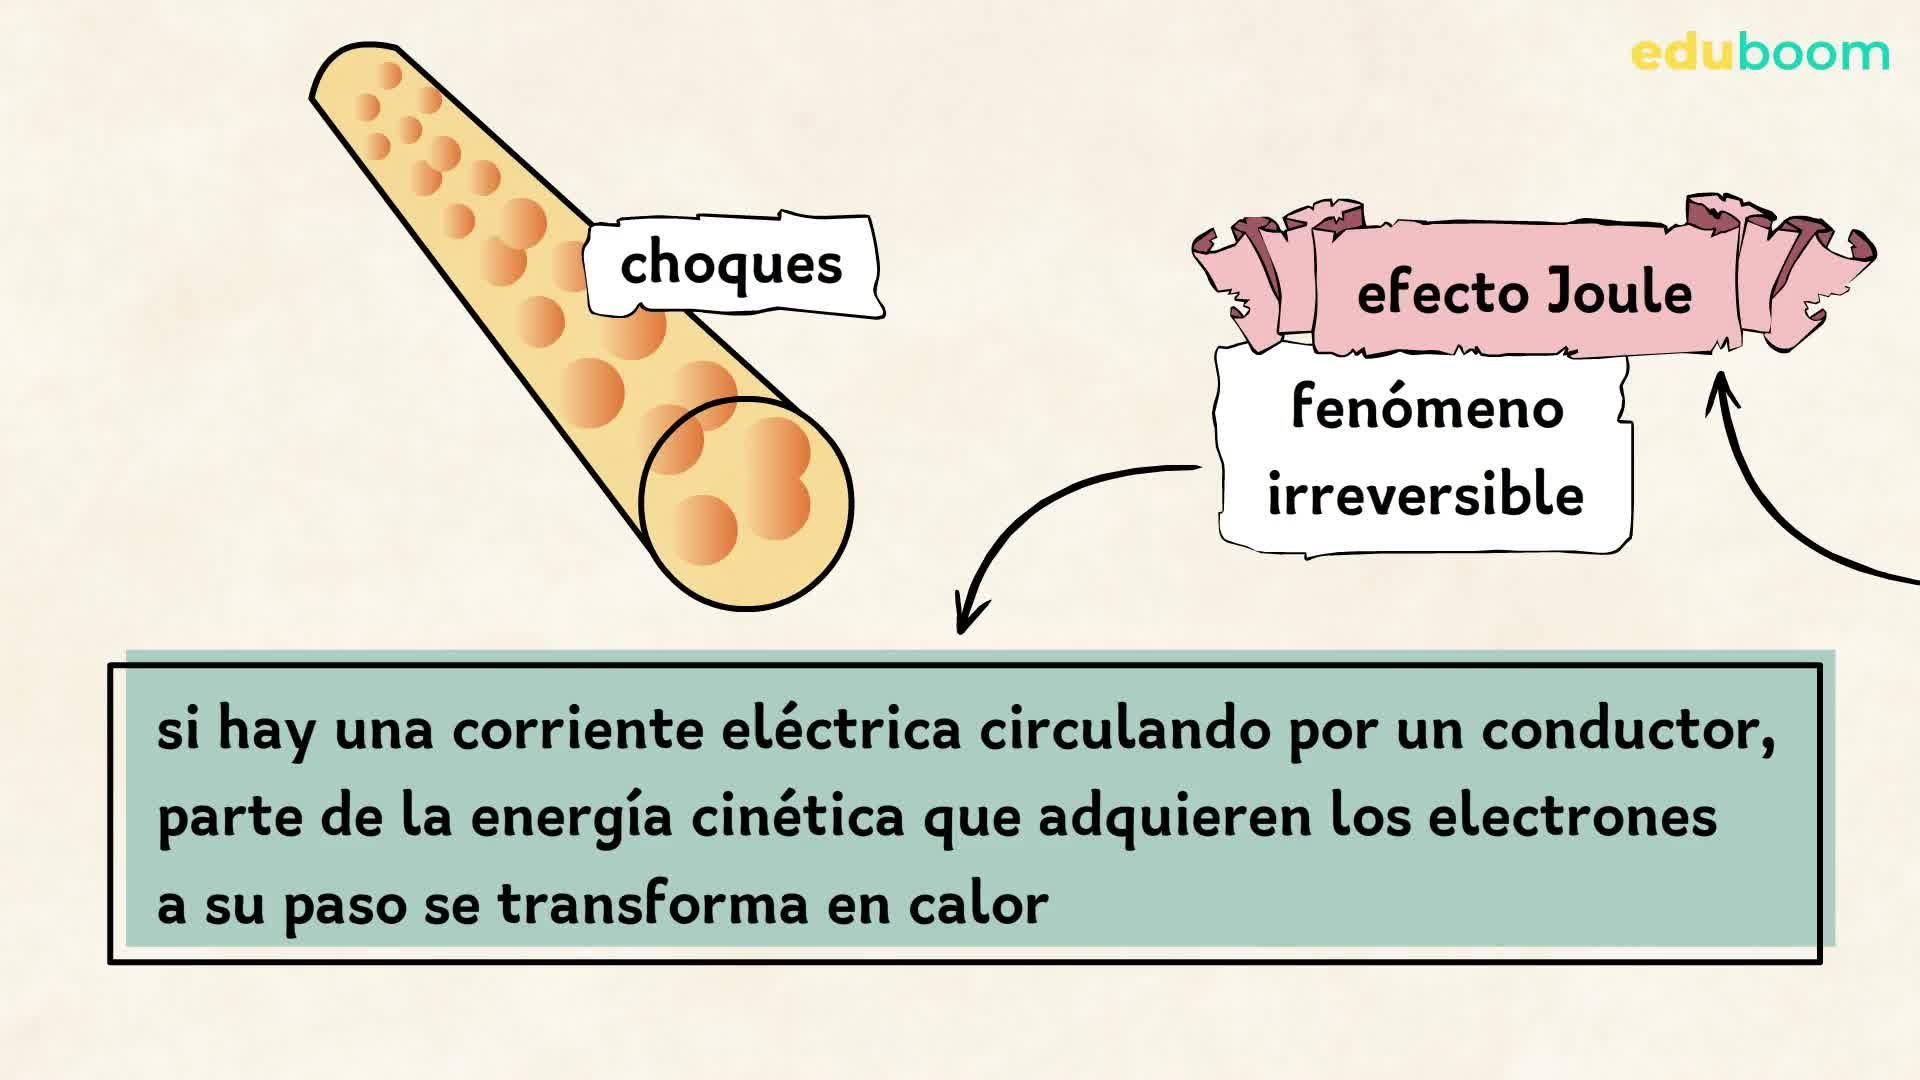 eduboom
choques
efecto Joule
fenómeno
irreversible
si hay una corriente eléctrica circulando por un conductor,
parte de la energía cinética que adquieren los electrones
a su paso se transforma en calor